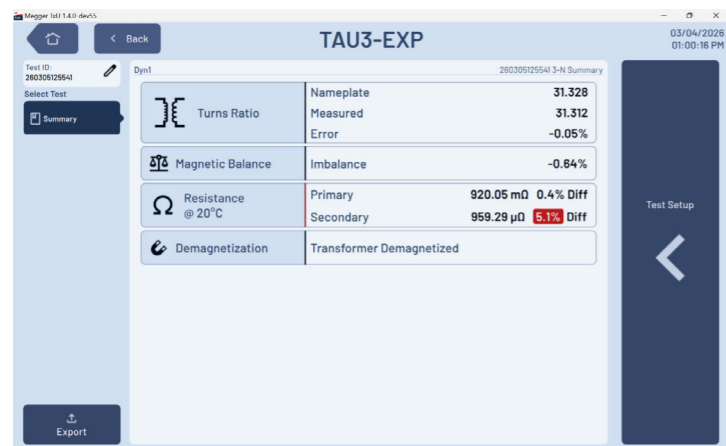 Megger TxU 1.4.0-dev55
Back
TAU3-EXP
03/04/2026
01:00:16 PM
Test ID:
260305125541
Select Test
Summary
Export
Dyn1
260305125541 3-N Summary
Turns Ratio
Nameplate 31.328
Measured 31.312
Error -0.05%
Magnetic Balance
Imbalance -0.64%
Resistance
@ 20°C
Primary 920.05 mΩ 0.4% Diff
Secondary 959.29 µΩ 5.1% Diff
Demagnetization
Transformer Demagnetized
Test Setup